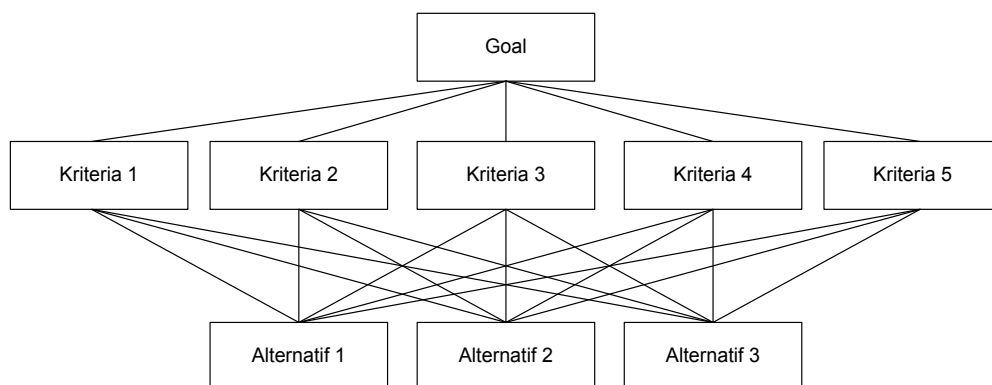 Goal
Kriteria 1
Kriteria 2
Kriteria 3
Kriteria 4
Kriteria 5
Alternatif 1
Alternatif 2
Alternatif 3